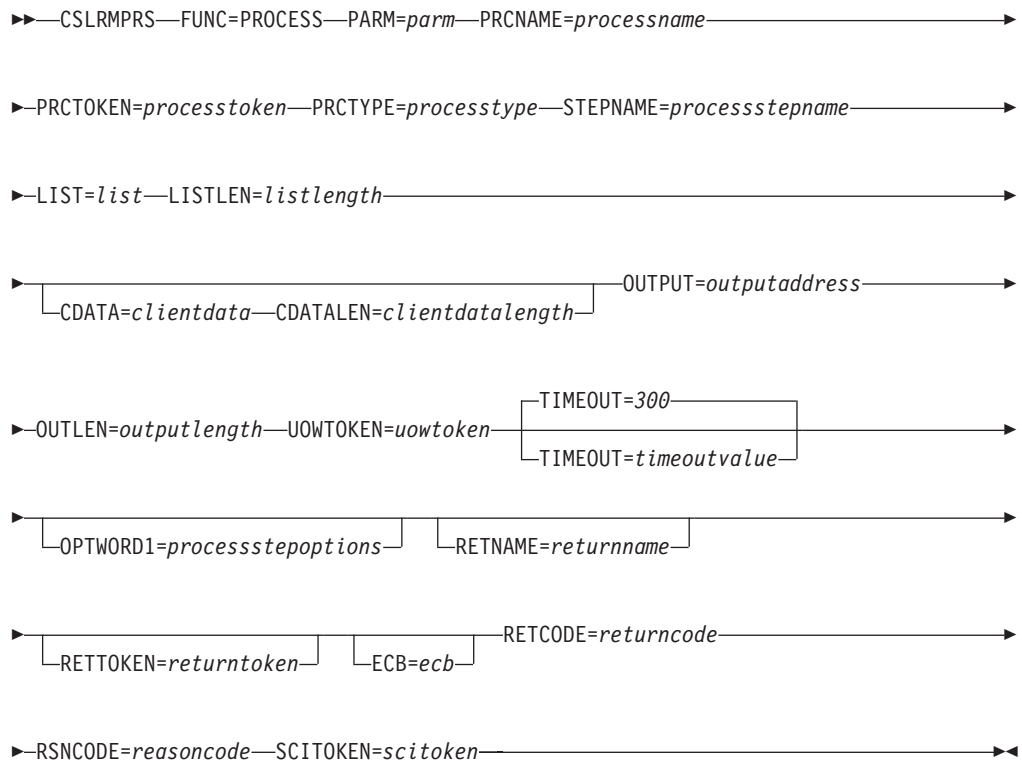 CSLRMPRS FUNC=PROCESS PARM=parm PRCNAME=processname
PRCTOKEN=processtoken PRCTYPE=processtype STEPNAME=processstepname
LIST=list LISTLEN=listlength
OUTPUT=outputaddress
CDATA=clientdata CDATALEN=clientdatalength
TIMEOUT=300
OUTLEN=outputlength UOWTOKEN=uowtoken
TIMEOUT=timeoutvalue
OPTWORD1=processstepoptions RETNAME=returnname
RETCODE=returncode
RETTOKEN=returntoken ECB=ecb
RSNCODE=reasoncode SCITOKEN=scitoken